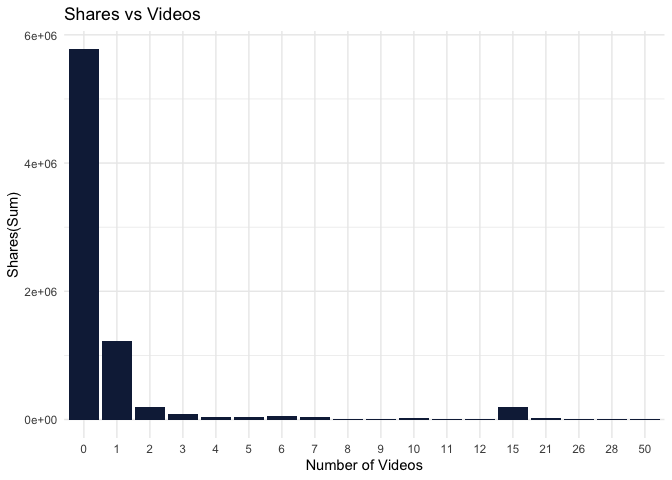 Shares vs Videos
6e+06
4e+06
2e+06
0e+00
Shares(Sum)
0 1 2 3 4 5 6 7 8 9 10 11 12 15 21 26 28 50
Number of Videos